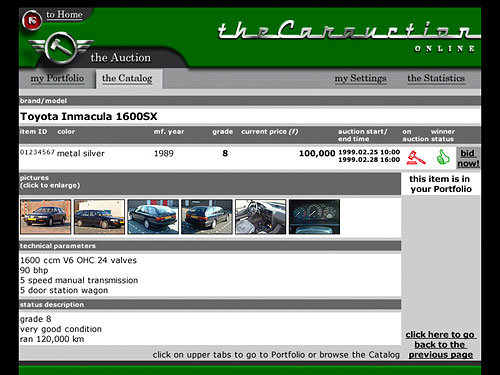 to Home
theCarauction
ONLINE
the Auction
my Portfolio
the Catalog
my Settings
the Statistics
brand/model
Toyota Inmacula 1600SX
item ID color mf. year grade current price (f) auction start/ end time on auction winner status
01234567 metal silver 1989 8 100,000 1999.02.25 10:00 1999.02.28 16:00 bid now!
pictures
(click to enlarge)
this item is in
your Portfolio
technical parameters
1600 ccm V6 OHC 24 valves
90 bhp
5 speed manual transmission
5 door station wagon
status description
grade 8
very good condition
ran 120,000 km
click here to go
back to the
previous page
click on upper tabs to go to Portfolio or browse the Catalog